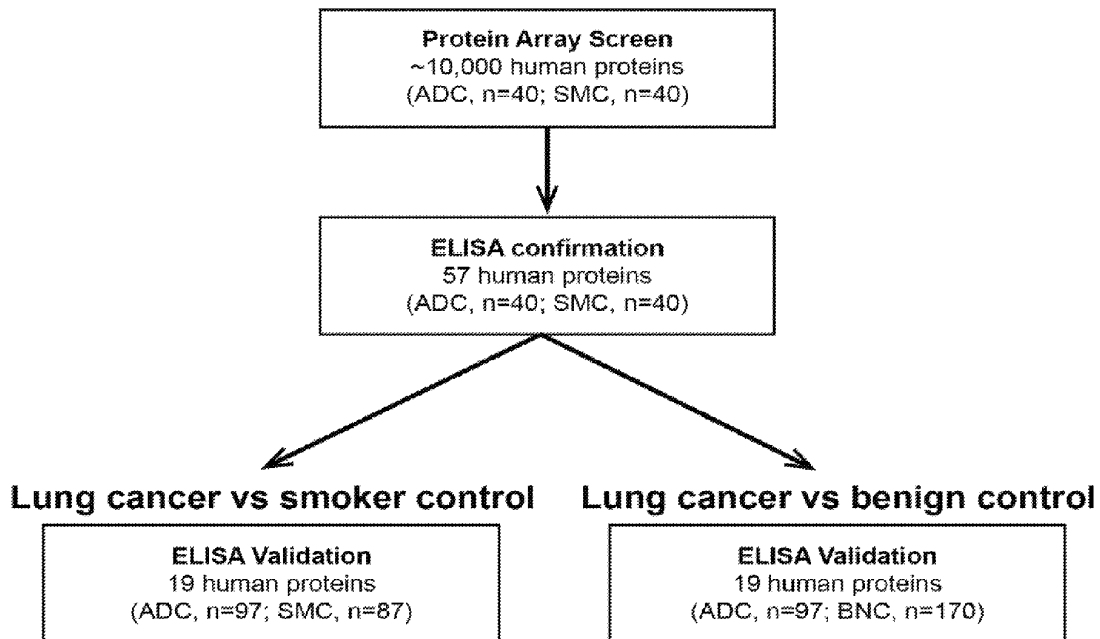 Protein Array Screen
~10,000 human proteins
(ADC, n=40; SMC, n=40)
ELISA confirmation
57 human proteins
(ADC, n=40; SMC, n=40)
Lung cancer vs smoker control
ELISA Validation
19 human proteins
(ADC, n=97; SMC, n=87)
Lung cancer vs benign control
ELISA Validation
19 human proteins
(ADC, n=97; BNC, n=170)